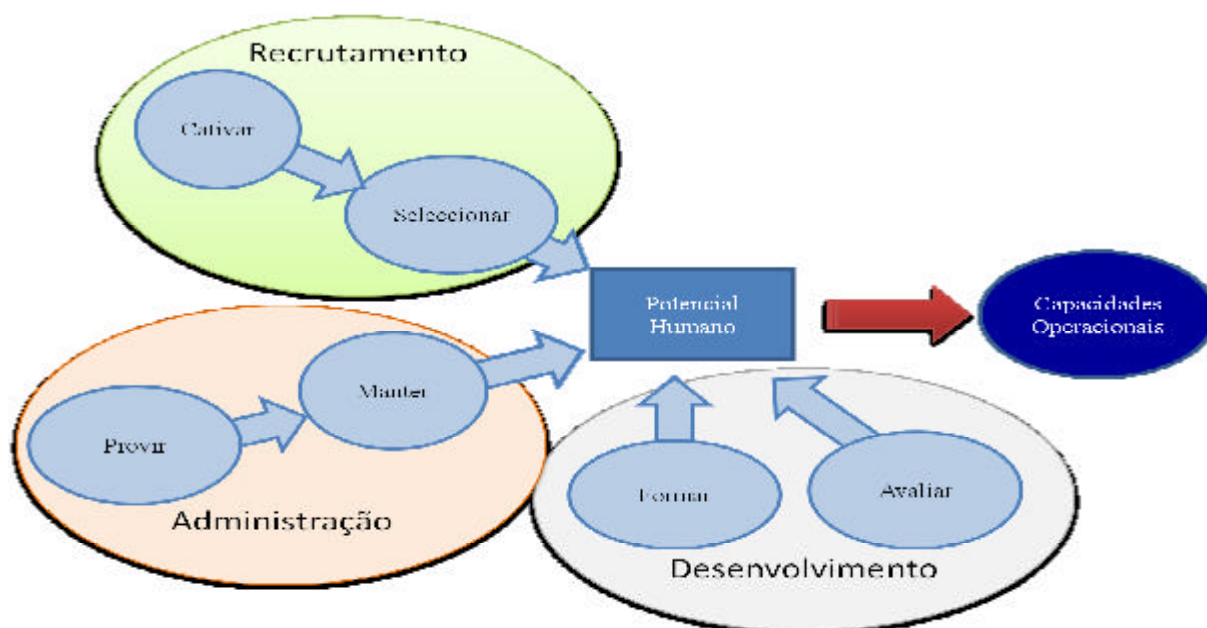 Recrutamento
Cativar
Seleccionar
Potencial
Humano
Capacidades
Operacionais
Manter
Provir
Administração
Formar
Avaliar
Desenvolvimento